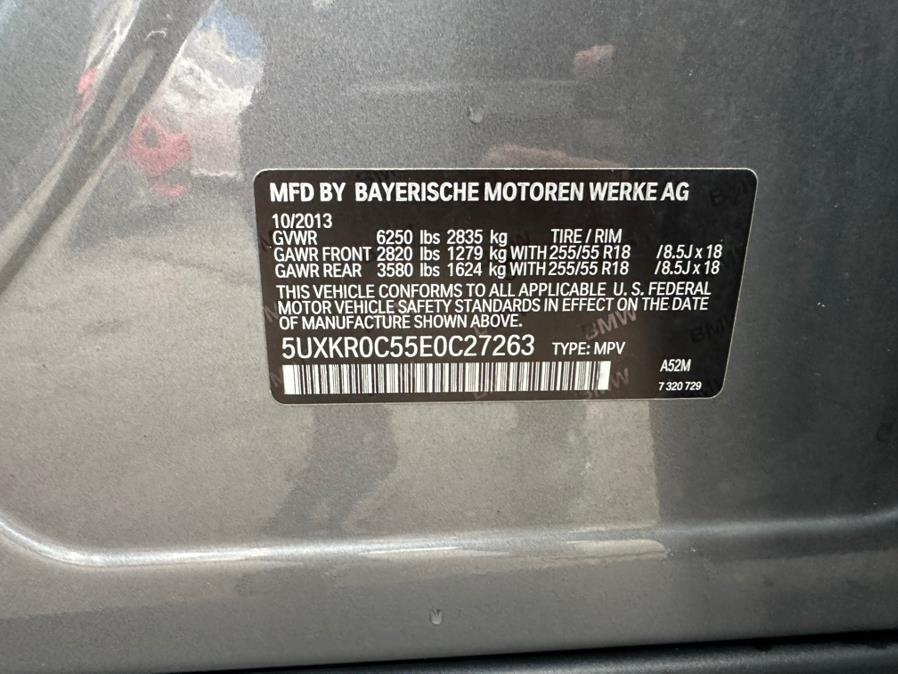 MFD BY BAYERISCHE MOTOREN WERKE AG
10/2013
GVWR 6250 lbs 2835 kg TIRE / RIM
GAWR FRONT 2820 lbs 1279 kg WITH 255/55 R18 /8.5J x 18
GAWR REAR 3580 lbs 1624 kg WITH 255/55 R18 /8.5J x 18
THIS VEHICLE CONFORMS TO ALL APPLICABLE U. S. FEDERAL
MOTOR VEHICLE SAFETY STANDARDS IN EFFECT ON THE DATE
OF MANUFACTURE SHOWN ABOVE.
5UXKR0C55E0C27263 TYPE: MPV
A52M
7 320 729